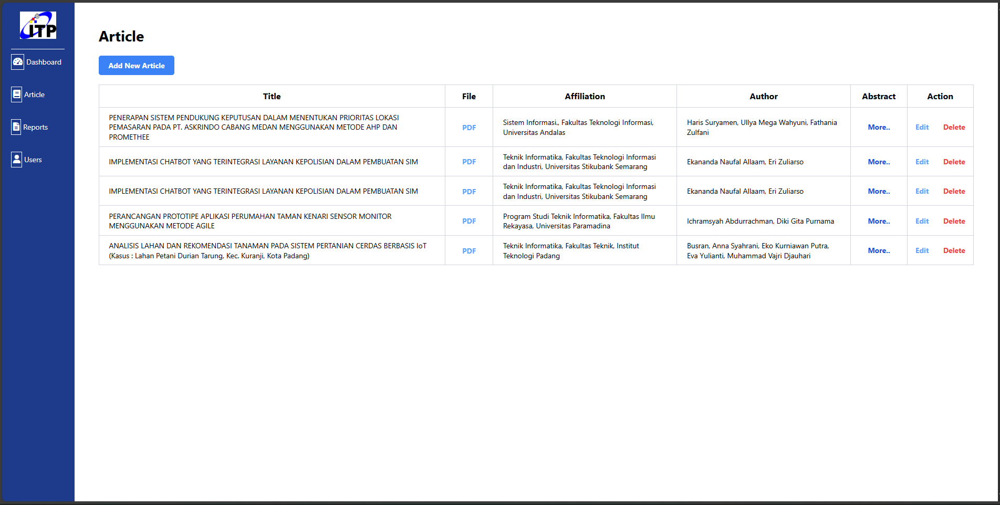 ITP
Dashboard
Article
Reports
Users
Article
Add New Article
Title File Affiliation Author Abstract Action
PENERAPAN SISTEM PENDUKUNG KEPUTUSAN DALAM MENENTUKAN PRIORITAS LOKASI
PEMASARAN PADA PT. ASKRINDO CABANG MEDAN MENGGUNAKAN METODE AHP DAN
PROMETHEE
PDF
Sistem Informasi., Fakultas Teknologi Informasi,
Universitas Andalas
Haris Suryamen, Ullya Mega Wahyuni, Fathania
Zulfani
More..
Edit Delete
IMPLEMENTASI CHATBOT YANG TERINTEGRASI LAYANAN KEPOLISIAN DALAM PEMBUATAN SIM
PDF
Teknik Informatika, Fakultas Teknologi Informasi
dan Industri, Universitas Stikubank Semarang
Ekananda Naufal Allaam, Eri Zuliarso
More..
Edit Delete
IMPLEMENTASI CHATBOT YANG TERINTEGRASI LAYANAN KEPOLISIAN DALAM PEMBUATAN SIM
PDF
Teknik Informatika, Fakultas Teknologi Informasi
dan Industri, Universitas Stikubank Semarang
Ekananda Naufal Allaam, Eri Zuliarso
More..
Edit Delete
PERANCANGAN PROTOTIPE APLIKASI PERUMAHAN TAMAN KENARI SENSOR MONITOR
MENGGUNAKAN METODE AGILE
PDF
Program Studi Teknik Informatika, Fakultas Ilmu
Rekayasa, Universitas Paramadina
Ichramsyah Abdurrachman, Diki Gita Purnama
More..
Edit Delete
ANALISIS LAHAN DAN REKOMENDASI TANAMAN PADA SISTEM PERTANIAN CERDAS BERBASIS IoT
(Kasus : Lahan Petani Durian Tarung, Kec. Kuranji, Kota Padang)
PDF
Teknik Informatika, Fakultas Teknik, Institut
Teknologi Padang
Busran, Anna Syahrani, Eko Kurniawan Putra,
Eva Yulianti, Muhammad Vajri Djauhari
More..
Edit Delete